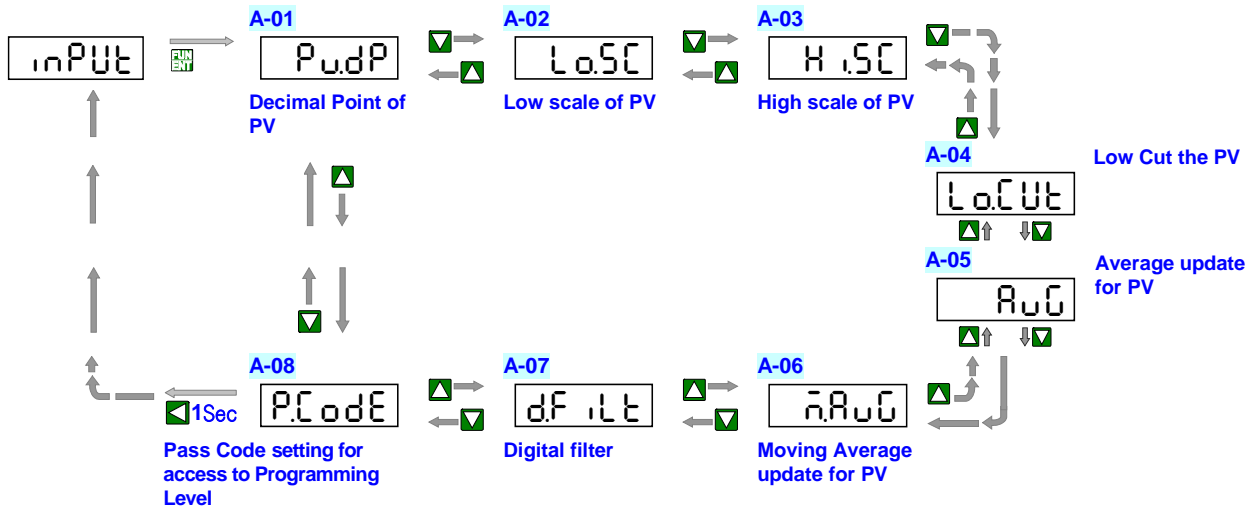 A-01
A-02
A-03
inPUt
FUN
ENT
Pv.dP
Lo.SC
Hi.SC
Decimal Point of
PV
Low scale of PV
High scale of PV
A-04
Low Cut the PV
Lo.CUt
A-05
Average update
for PV
AvG
A-08
A-07
A-06
1Sec
P.CodE
d.FiLt
m.AvG
Pass Code setting for
access to Programming
Level
Digital filter
Moving Average
update for PV